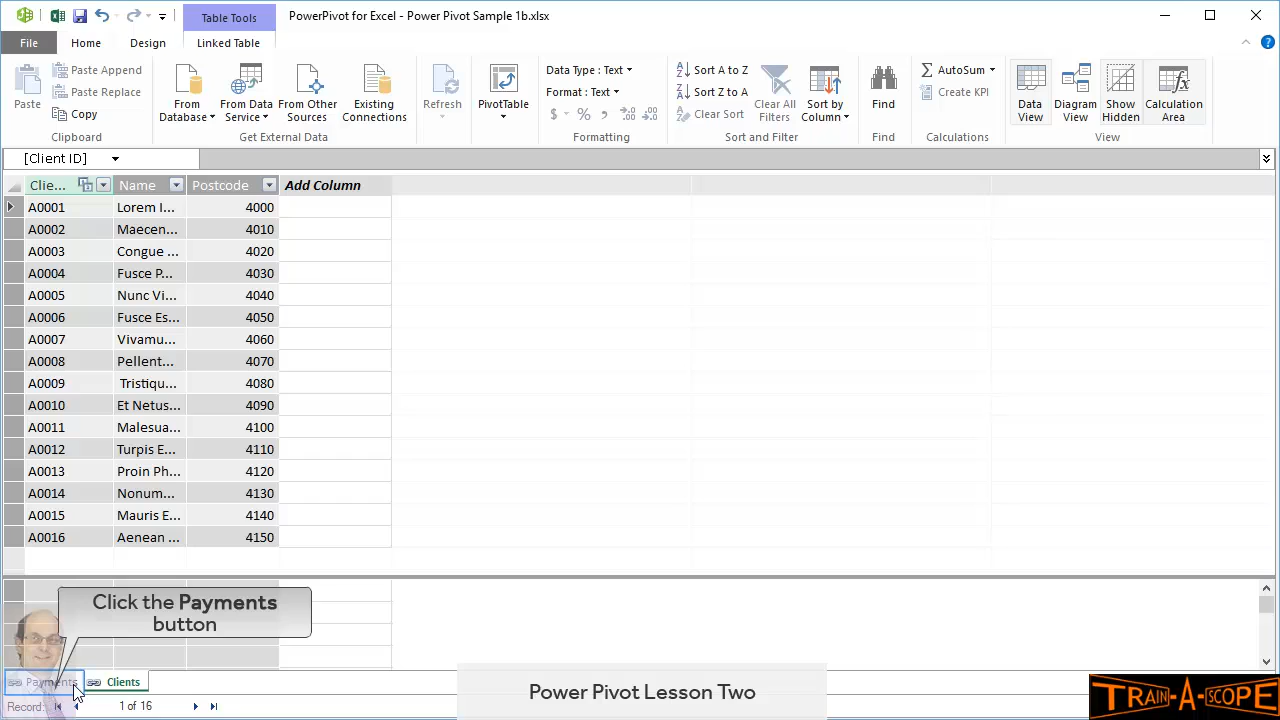 Table Tools
PowerPivot for Excel - Power Pivot Sample 1b.xlsx
File
Home
Design
Linked Table
Paste
Paste Append
Paste Replace
Copy
Clipboard
From Database
From Data Service
From Other Sources
Existing Connections
Get External Data
Refresh
PivotTable
Data Type : Text
Format : Text
$ % ,
Formatting
Sort A to Z
Sort Z to A
Clear Sort
Clear All Filters
Sort by Column
Sort and Filter
Find
Find
AutoSum
Create KPI
Calculations
Data View
Diagram View
Show Hidden
Calculation Area
View
[Client ID]
Clie... Name Postcode Add Column
A0001 Lorem I... 4000
A0002 Maecen... 4010
A0003 Congue ... 4020
A0004 Fusce P... 4030
A0005 Nunc Vi... 4040
A0006 Fusce Es... 4050
A0007 Vivamu... 4060
A0008 Pellent... 4070
A0009 Tristiqu... 4080
A0010 Et Netus... 4090
A0011 Malesua... 4100
A0012 Turpis E... 4110
A0013 Proin Ph... 4120
A0014 Nonum... 4130
A0015 Mauris E... 4140
A0016 Aenean ... 4150
Click the Payments
button
Payments Clients
Record: 1 of 16
Power Pivot Lesson Two
TRAIN-A-SCOPE